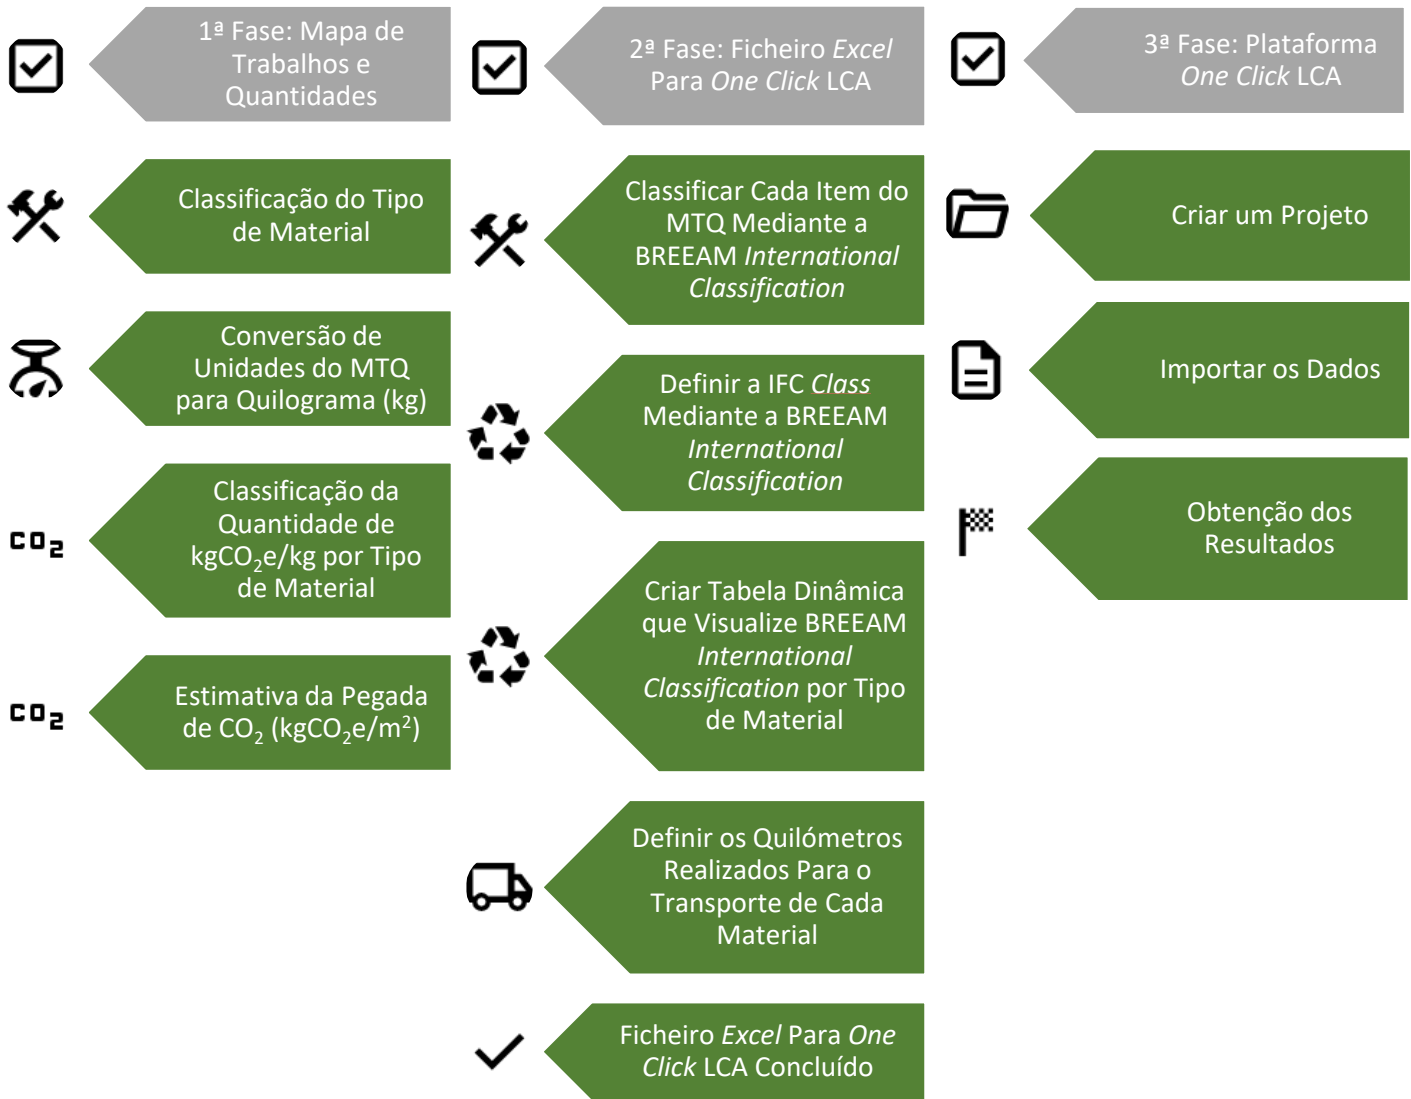 1ª Fase: Mapa de
Trabalhos e
Quantidades
Classificação do Tipo
de Material
Conversão de
Unidades do MTQ
para Quilograma (kg)
CO₂
Classificação da
Quantidade de
kgCO₂e/kg por Tipo
de Material
CO₂
Estimativa da Pegada
de CO₂ (kgCO₂e/m²)
2ª Fase: Ficheiro Excel
Para One Click LCA
Classificar Cada Item do
MTQ Mediante a
BREEAM International
Classification
Definir a IFC Class
Mediante a BREEAM
International
Classification
Criar Tabela Dinâmica
que Visualize BREEAM
International
Classification por Tipo
de Material
Definir os Quilómetros
Realizados Para o
Transporte de Cada
Material
Ficheiro Excel Para One
Click LCA Concluído
3ª Fase: Plataforma
One Click LCA
Criar um Projeto
Importar os Dados
Obtenção dos
Resultados